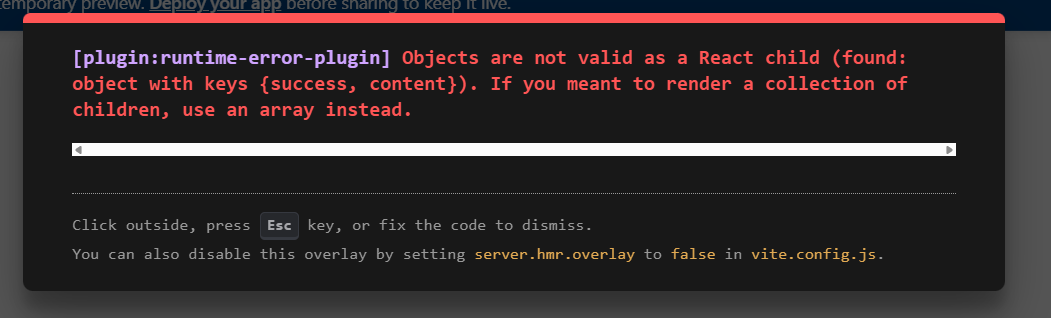 temporary preview. Deploy your app before sharing to keep it live.
[plugin:runtime-error-plugin] Objects are not valid as a React child (found:
object with keys {success, content}). If you meant to render a collection of
children, use an array instead.
Click outside, press Esc key, or fix the code to dismiss.
You can also disable this overlay by setting server.hmr.overlay to false in vite.config.js.